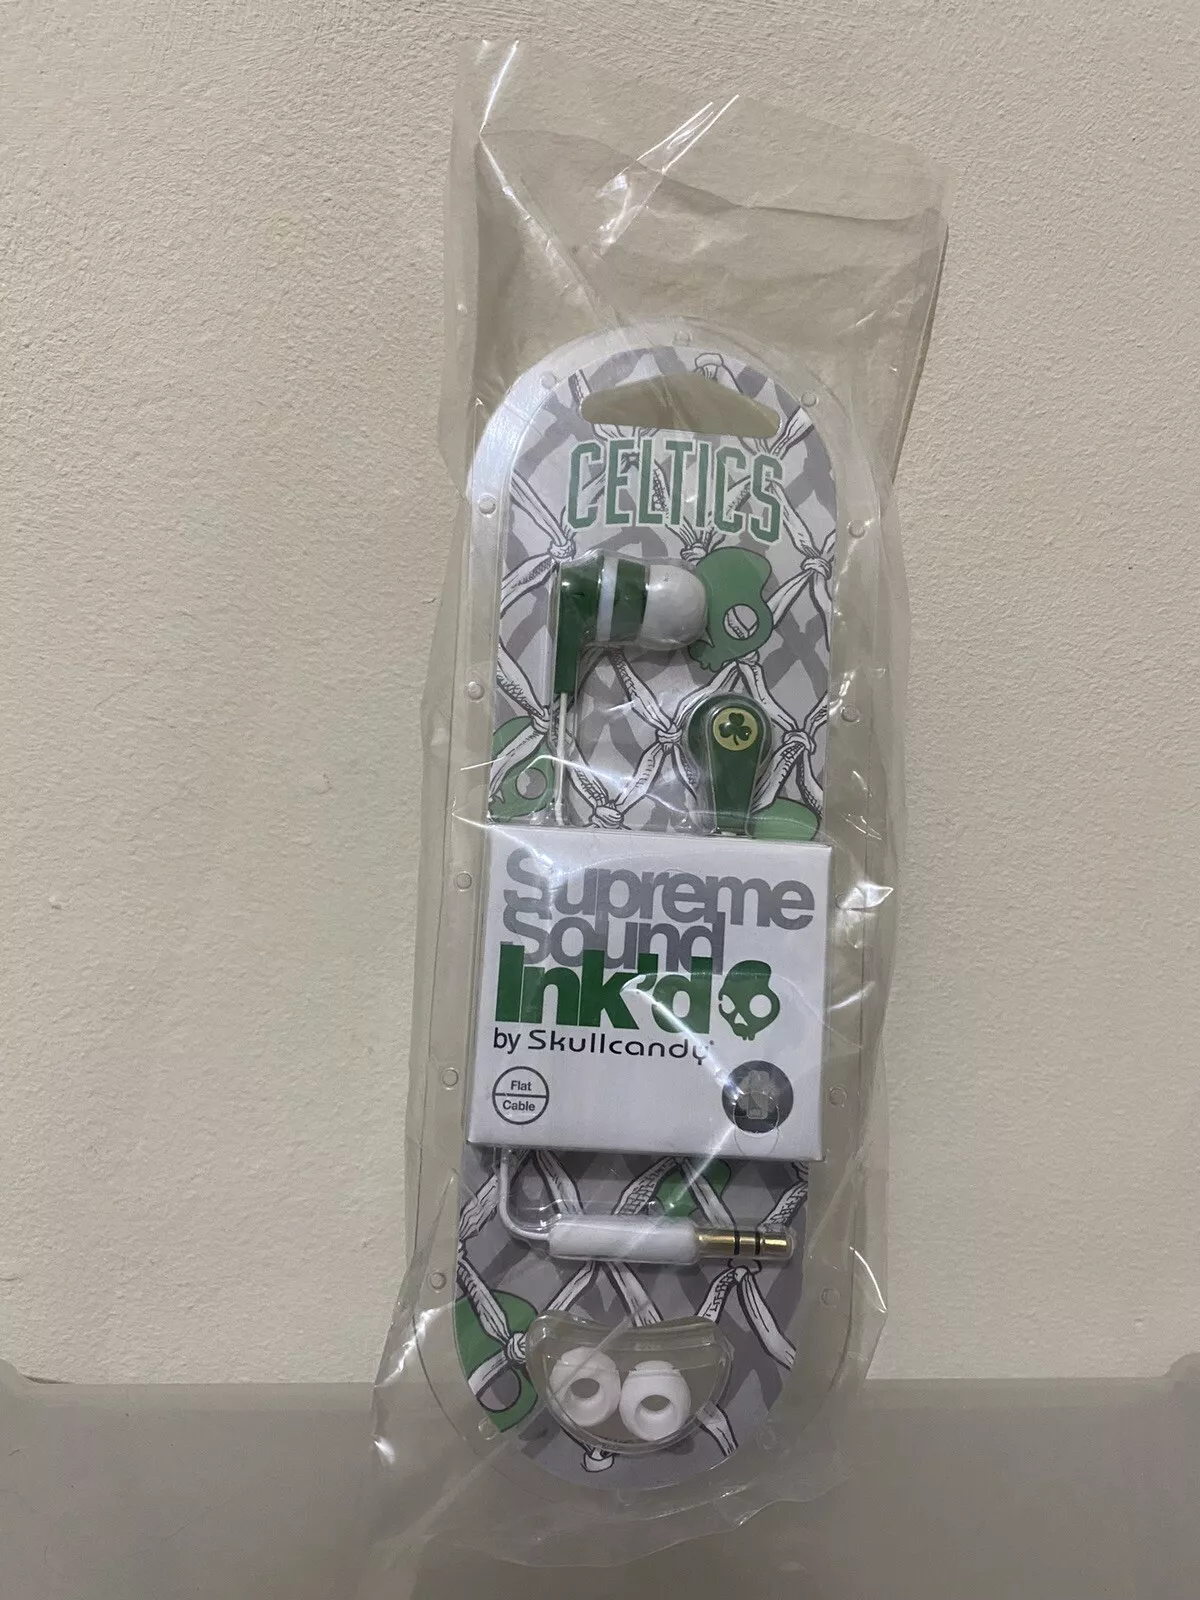 CELTICS
Supreme
Sound
Ink'd
by Skullcandy®
Flat
Cable